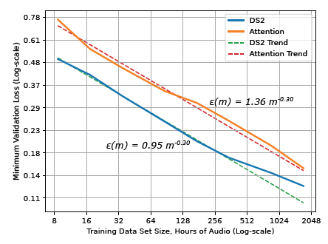 0.78
0.61
0.48
0.37
0.29
0.23
0.18
0.14
0.11
Minimum Validation Loss (Log-scale)
DS2
Attention
DS2 Trend
Attention Trend
ε(m) = 1.36 m^-0.30
ε(m) = 0.95 m^-0.30
8 16 32 64 128 256 512 1024 2048
Training Data Set Size, Hours of Audio (Log-scale)